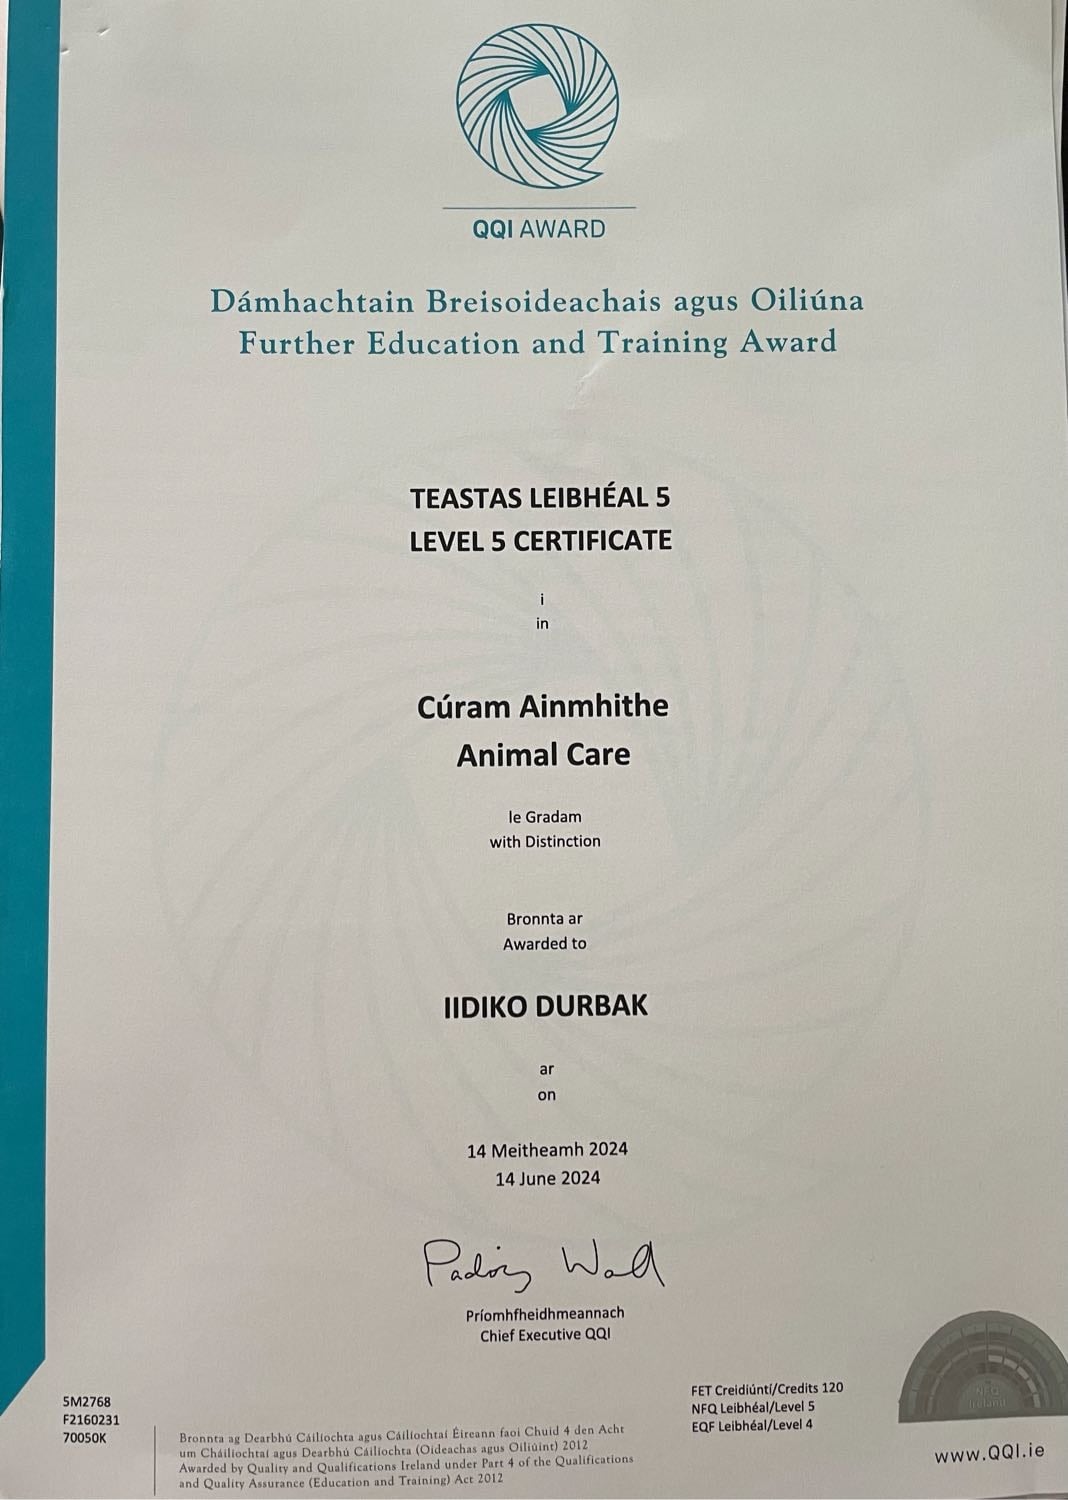 QQI AWARD
Dámhachtain Breisoideachais agus Oiliúna
Further Education and Training Award
TEASTAS LEIBHÉAL 5
LEVEL 5 CERTIFICATE
i
in
Cúram Ainmhithe
Animal Care
le Gradam
with Distinction
Bronnta ar
Awarded to
IIDIKO DURBAK
ar
on
14 Meitheamh 2024
14 June 2024
Príomhfheidhmeannach
Chief Executive QQI
5M2768
F2160231
70050K
Bronnta ag Dearbhú Cáilíochta agus Cáilíochtaí Éireann faoi Chuid 4 den Acht
um Cháilíochtaí agus Dearbhú Cáilíochta (Oideachas agus Oiliúint) 2012
Awarded by Quality and Qualifications Ireland under Part 4 of the Qualifications
and Quality Assurance (Education and Training) Act 2012
FET Creidiúntí/Credits 120
NFQ Leibhéal/Level 5
EQF Leibhéal/Level 4
NFQ
Ireland
www.QQI.ie